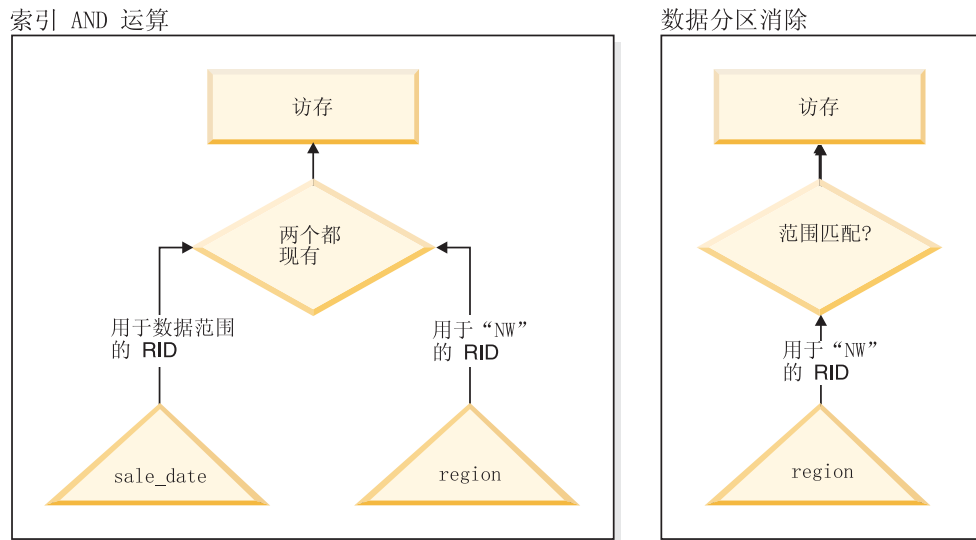 索引 AND 运算
访存
两个都
现有
用于数据范围
的 RID
用于“NW”
的 RID
sale_date
region
数据分区消除
访存
范围匹配?
用于“NW”
的 RID
region